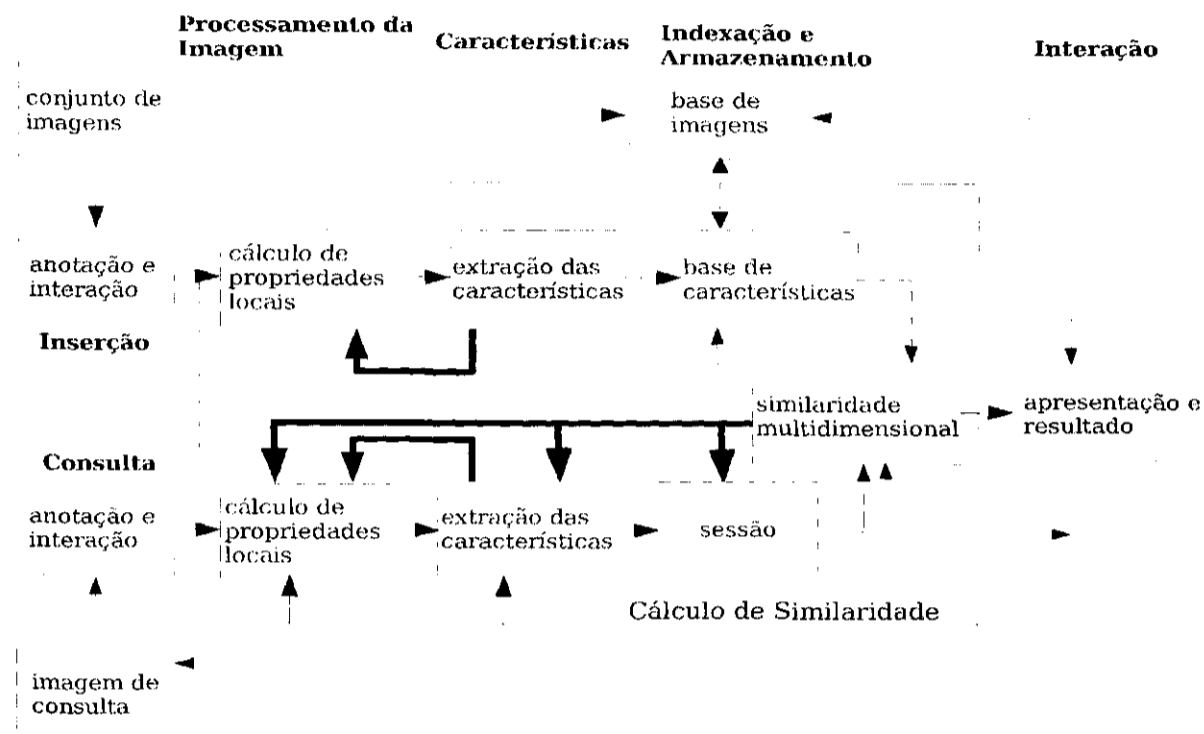 Processamento da
Imagem
Características
Indexação e
Armazenamento
Interação
conjunto de
imagens
base de
imagens
anotação e
interação
cálculo de
propriedades
locais
extração das
características
base de
características
Inserção
similaridade
multidimensional
apresentação e
resultado
Consulta
anotação e
interação
cálculo de
propriedades
locais
extração das
características
sessão
Cálculo de Similaridade
imagem de
consulta